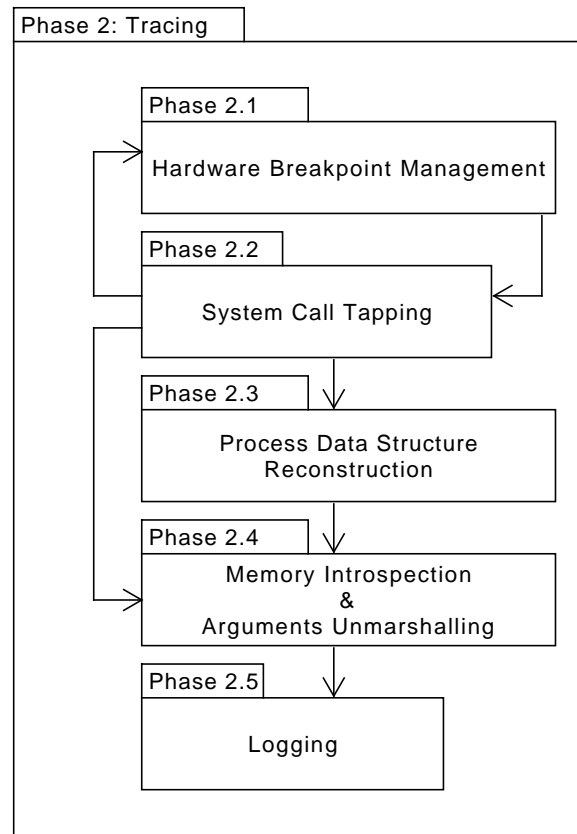 Phase 2: Tracing
Phase 2.1
Hardware Breakpoint Management
Phase 2.2
System Call Tapping
Phase 2.3
Process Data Structure
Reconstruction
Phase 2.4
Memory Introspection
&
Arguments Unmarshalling
Phase 2.5
Logging